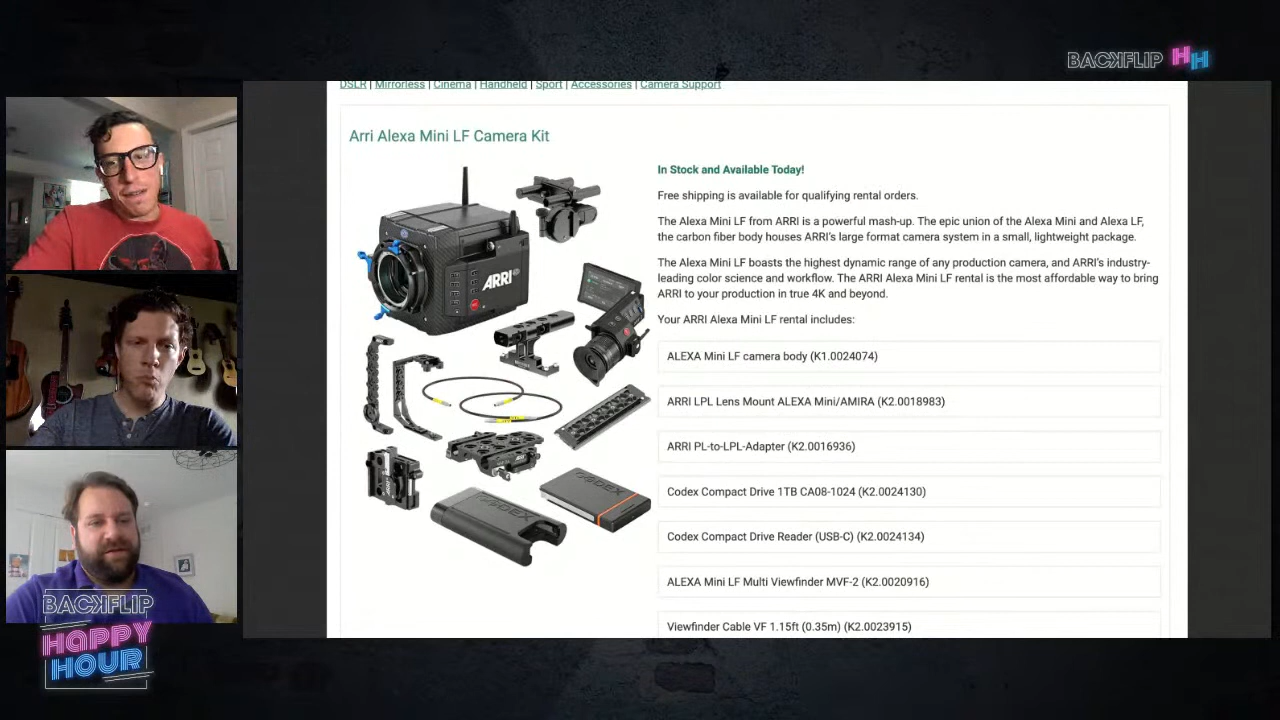 BACKFLIP HH
DSLR | Mirrorless | Cinema | Handheld | Sport | Accessories | Camera Support
Arri Alexa Mini LF Camera Kit
In Stock and Available Today!
Free shipping is available for qualifying rental orders.
The Alexa Mini LF from ARRI is a powerful mash-up. The epic union of the Alexa Mini and Alexa LF,
the carbon fiber body houses ARRI's large format camera system in a small, lightweight package.
The Alexa Mini LF boasts the highest dynamic range of any production camera, and ARRI's industry-
leading color science and workflow. The ARRI Alexa Mini LF rental is the most affordable way to bring
ARRI to your production in true 4K and beyond.
Your ARRI Alexa Mini LF rental includes:
ALEXA Mini LF camera body (K1.0024074)
ARRI LPL Lens Mount ALEXA Mini/AMIRA (K2.0018983)
ARRI PL-to-LPL-Adapter (K2.0016936)
Codex Compact Drive 1TB CA08-1024 (K2.0024130)
Codex Compact Drive Reader (USB-C) (K2.0024134)
ALEXA Mini LF Multi Viewfinder MVF-2 (K2.0020916)
Viewfinder Cable VF 1.15ft (0.35m) (K2.0023915)
ARRI
ARRI
CODEX
CODEX
BACKFLIP
HAPPY
HOUR